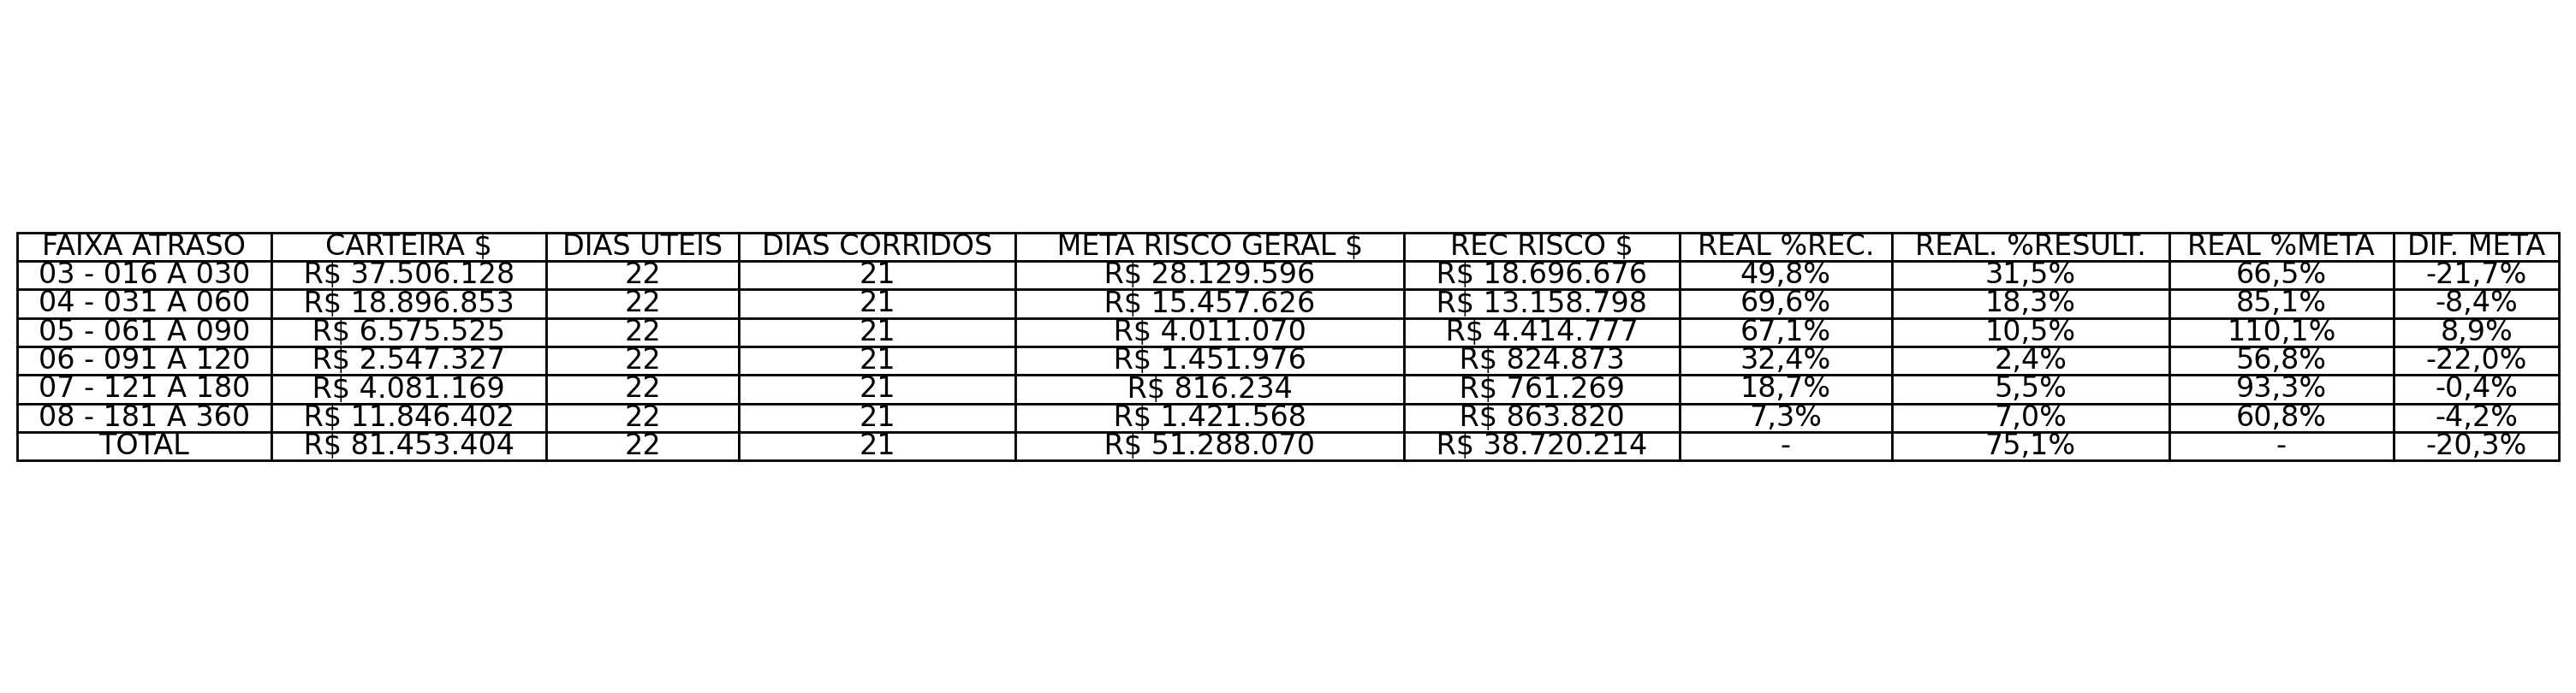 FAIXA ATRASO CARTEIRA $ DIAS UTEIS DIAS CORRIDOS META RISCO GERAL $ REC RISCO $ REAL %REC. REAL. %RESULT. REAL %META DIF. META
03 - 016 A 030 R$ 37.506.128 22 21 R$ 28.129.596 R$ 18.696.676 49,8% 31,5% 66,5% -21,7%
04 - 031 A 060 R$ 18.896.853 22 21 R$ 15.457.626 R$ 13.158.798 69,6% 18,3% 85,1% -8,4%
05 - 061 A 090 R$ 6.575.525 22 21 R$ 4.011.070 R$ 4.414.777 67,1% 10,5% 110,1% 8,9%
06 - 091 A 120 R$ 2.547.327 22 21 R$ 1.451.976 R$ 824.873 32,4% 2,4% 56,8% -22,0%
07 - 121 A 180 R$ 4.081.169 22 21 R$ 816.234 R$ 761.269 18,7% 5,5% 93,3% -0,4%
08 - 181 A 360 R$ 11.846.402 22 21 R$ 1.421.568 R$ 863.820 7,3% 7,0% 60,8% -4,2%
TOTAL R$ 81.453.404 22 21 R$ 51.288.070 R$ 38.720.214 - 75,1% - -20,3%